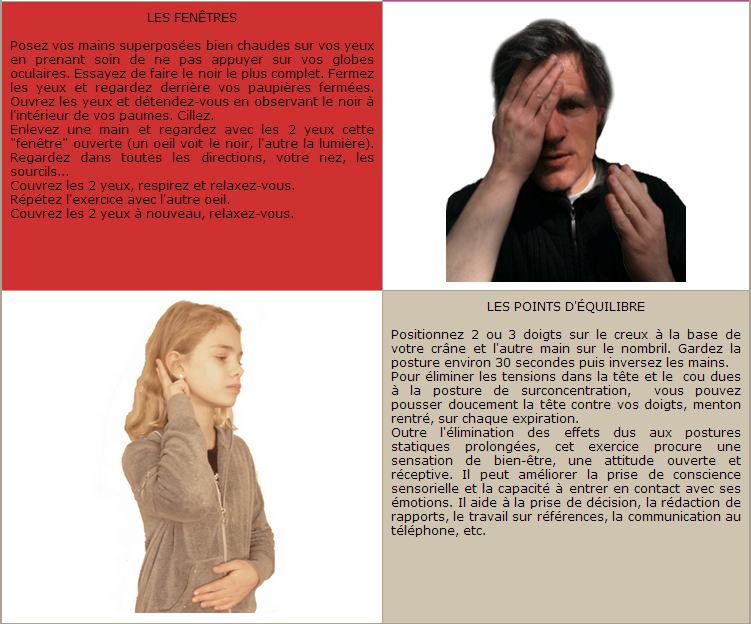 LES FENÊTRES
Posez vos mains superposées bien chaudes sur vos yeux
en prenant soin de ne pas appuyer sur vos globes
oculaires. Essayez de faire le noir le plus complet. Fermez
les yeux et regardez derrière vos paupières fermées.
Ouvrez les yeux et détendez-vous en observant le noir à
l'intérieur de vos paumes. Cillez.
Enlevez une main et regardez avec les 2 yeux cette
"fenêtre" ouverte (un oeil voit le noir, l'autre la lumière).
Regardez dans toutes les directions, votre nez, les
sourcils...
Couvrez les 2 yeux, respirez et relaxez-vous.
Répétez l'exercice avec l'autre oeil.
Couvrez les 2 yeux à nouveau, relaxez-vous.
LES POINTS D'ÉQUILIBRE
Positionnez 2 ou 3 doigts sur le creux à la base de
votre crâne et l'autre main sur le nombril. Gardez la
posture environ 30 secondes puis inversez les mains.
Pour éliminer les tensions dans la tête et le cou dues
à la posture de surconcentration, vous pouvez
pousser doucement la tête contre vos doigts, menton
rentré, sur chaque expiration.
Outre l'élimination des effets dus aux postures
statiques prolongées, cet exercice procure une
sensation de bien-être, une attitude ouverte et
réceptive. Il peut améliorer la prise de conscience
sensorielle et la capacité à entrer en contact avec ses
émotions. Il aide à la prise de décision, la rédaction de
rapports, le travail sur références, la communication au
téléphone, etc.